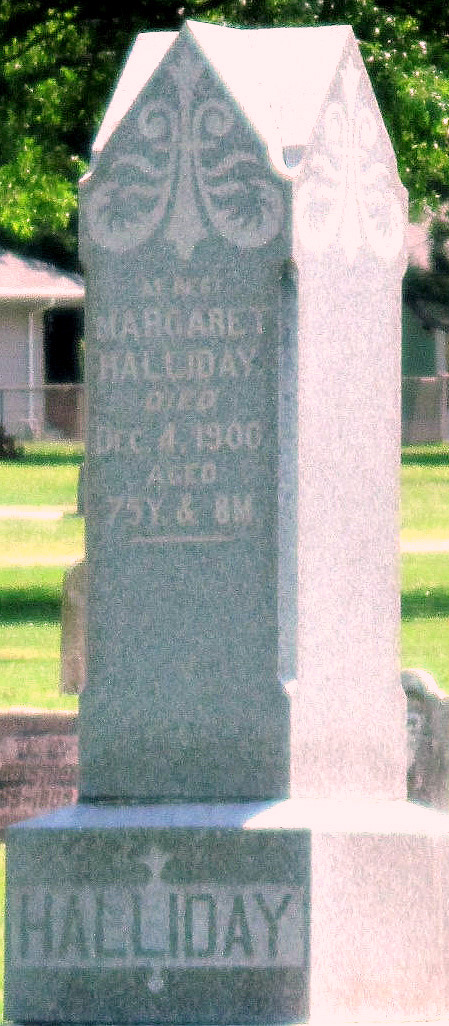 MARGARET
HALLIDAY
DIED
DEC. 4, 1900
AGED
75Y. & 8M.
HALLIDAY